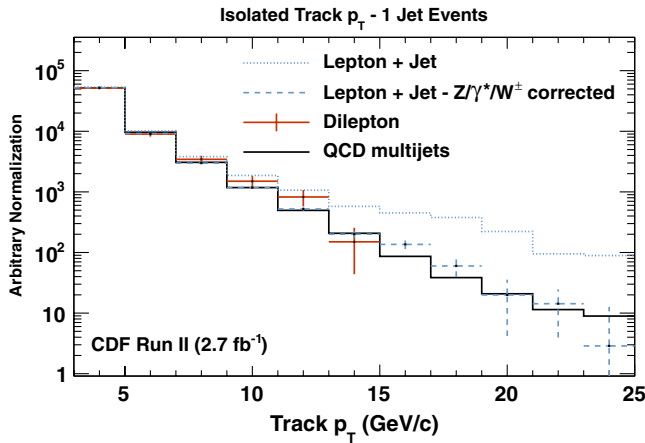 Isolated Track p_T - 1 Jet Events
Arbitrary Normalization
10^5
10^4
10^3
10^2
10
1
Lepton + Jet
Lepton + Jet - Z/γ*/W^± corrected
Dilepton
QCD multijets
CDF Run II (2.7 fb^-1)
5 10 15 20 25
Track p_T (GeV/c)